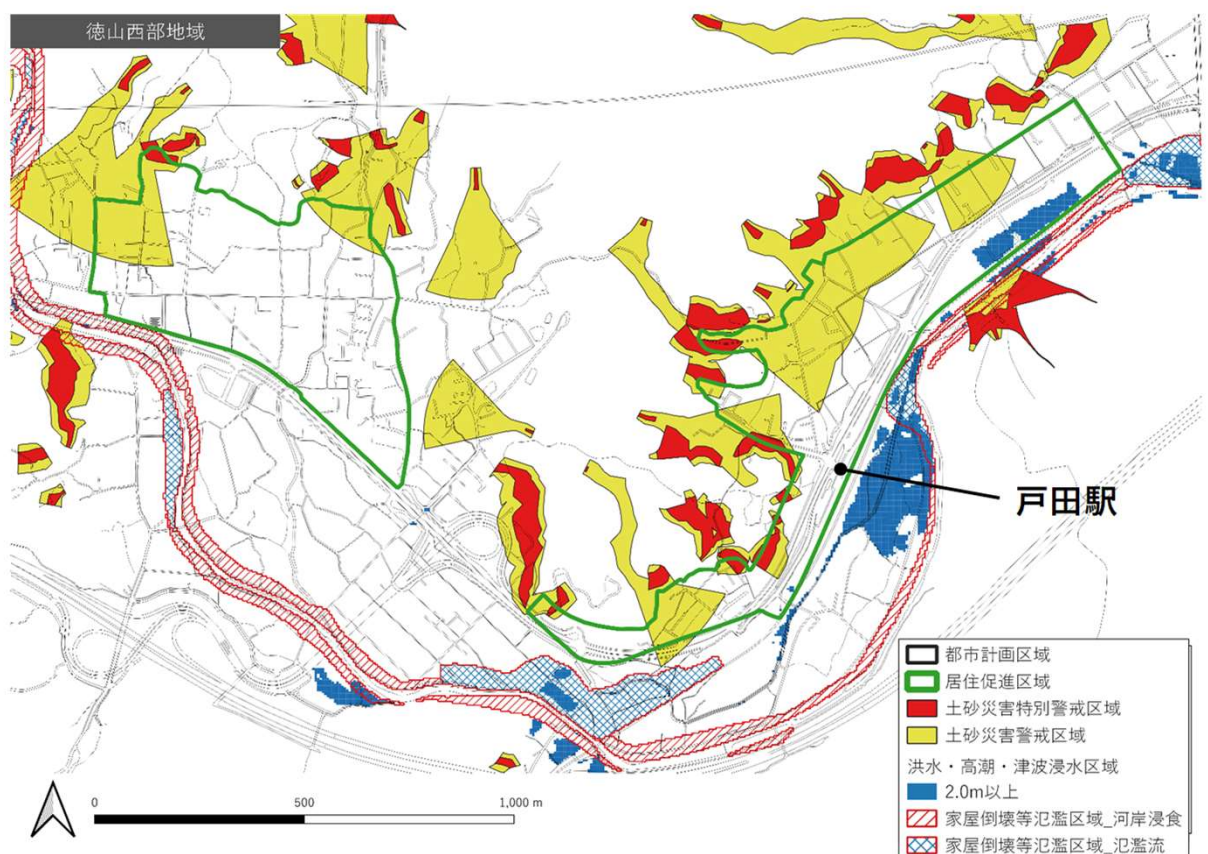 徳山西部地域
戸田駅
都市計画区域
居住促進区域
土砂災害特別警戒区域
土砂災害警戒区域
洪水・高潮・津波浸水区域
2.0m以上
家屋倒壊等氾濫区域_河岸浸食
家屋倒壊等氾濫区域_氾濫流
0 500 1,000 m